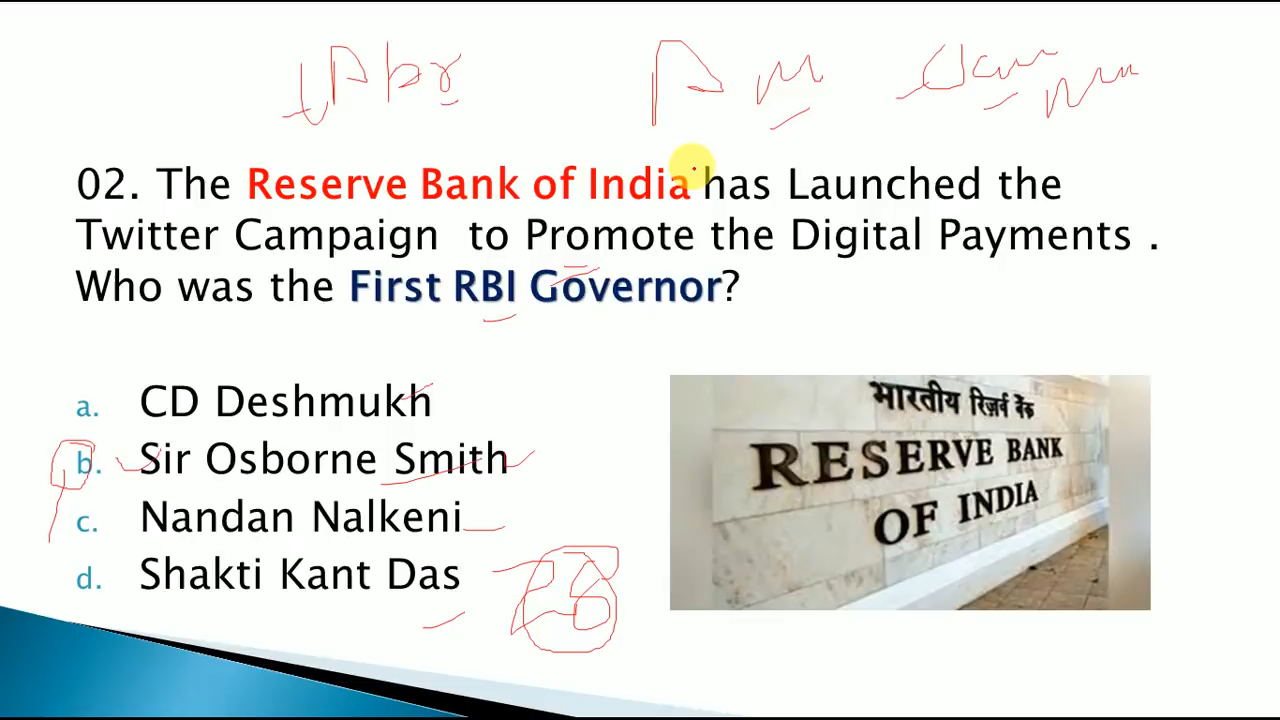 02. The Reserve Bank of India has Launched the
Twitter Campaign to Promote the Digital Payments .
Who was the First RBI Governor?
a. CD Deshmukh
b. Sir Osborne Smith
c. Nandan Nalkeni
d. Shakti Kant Das
25
भारतीय रिज़र्व बैंक
RESERVE BANK
OF INDIA